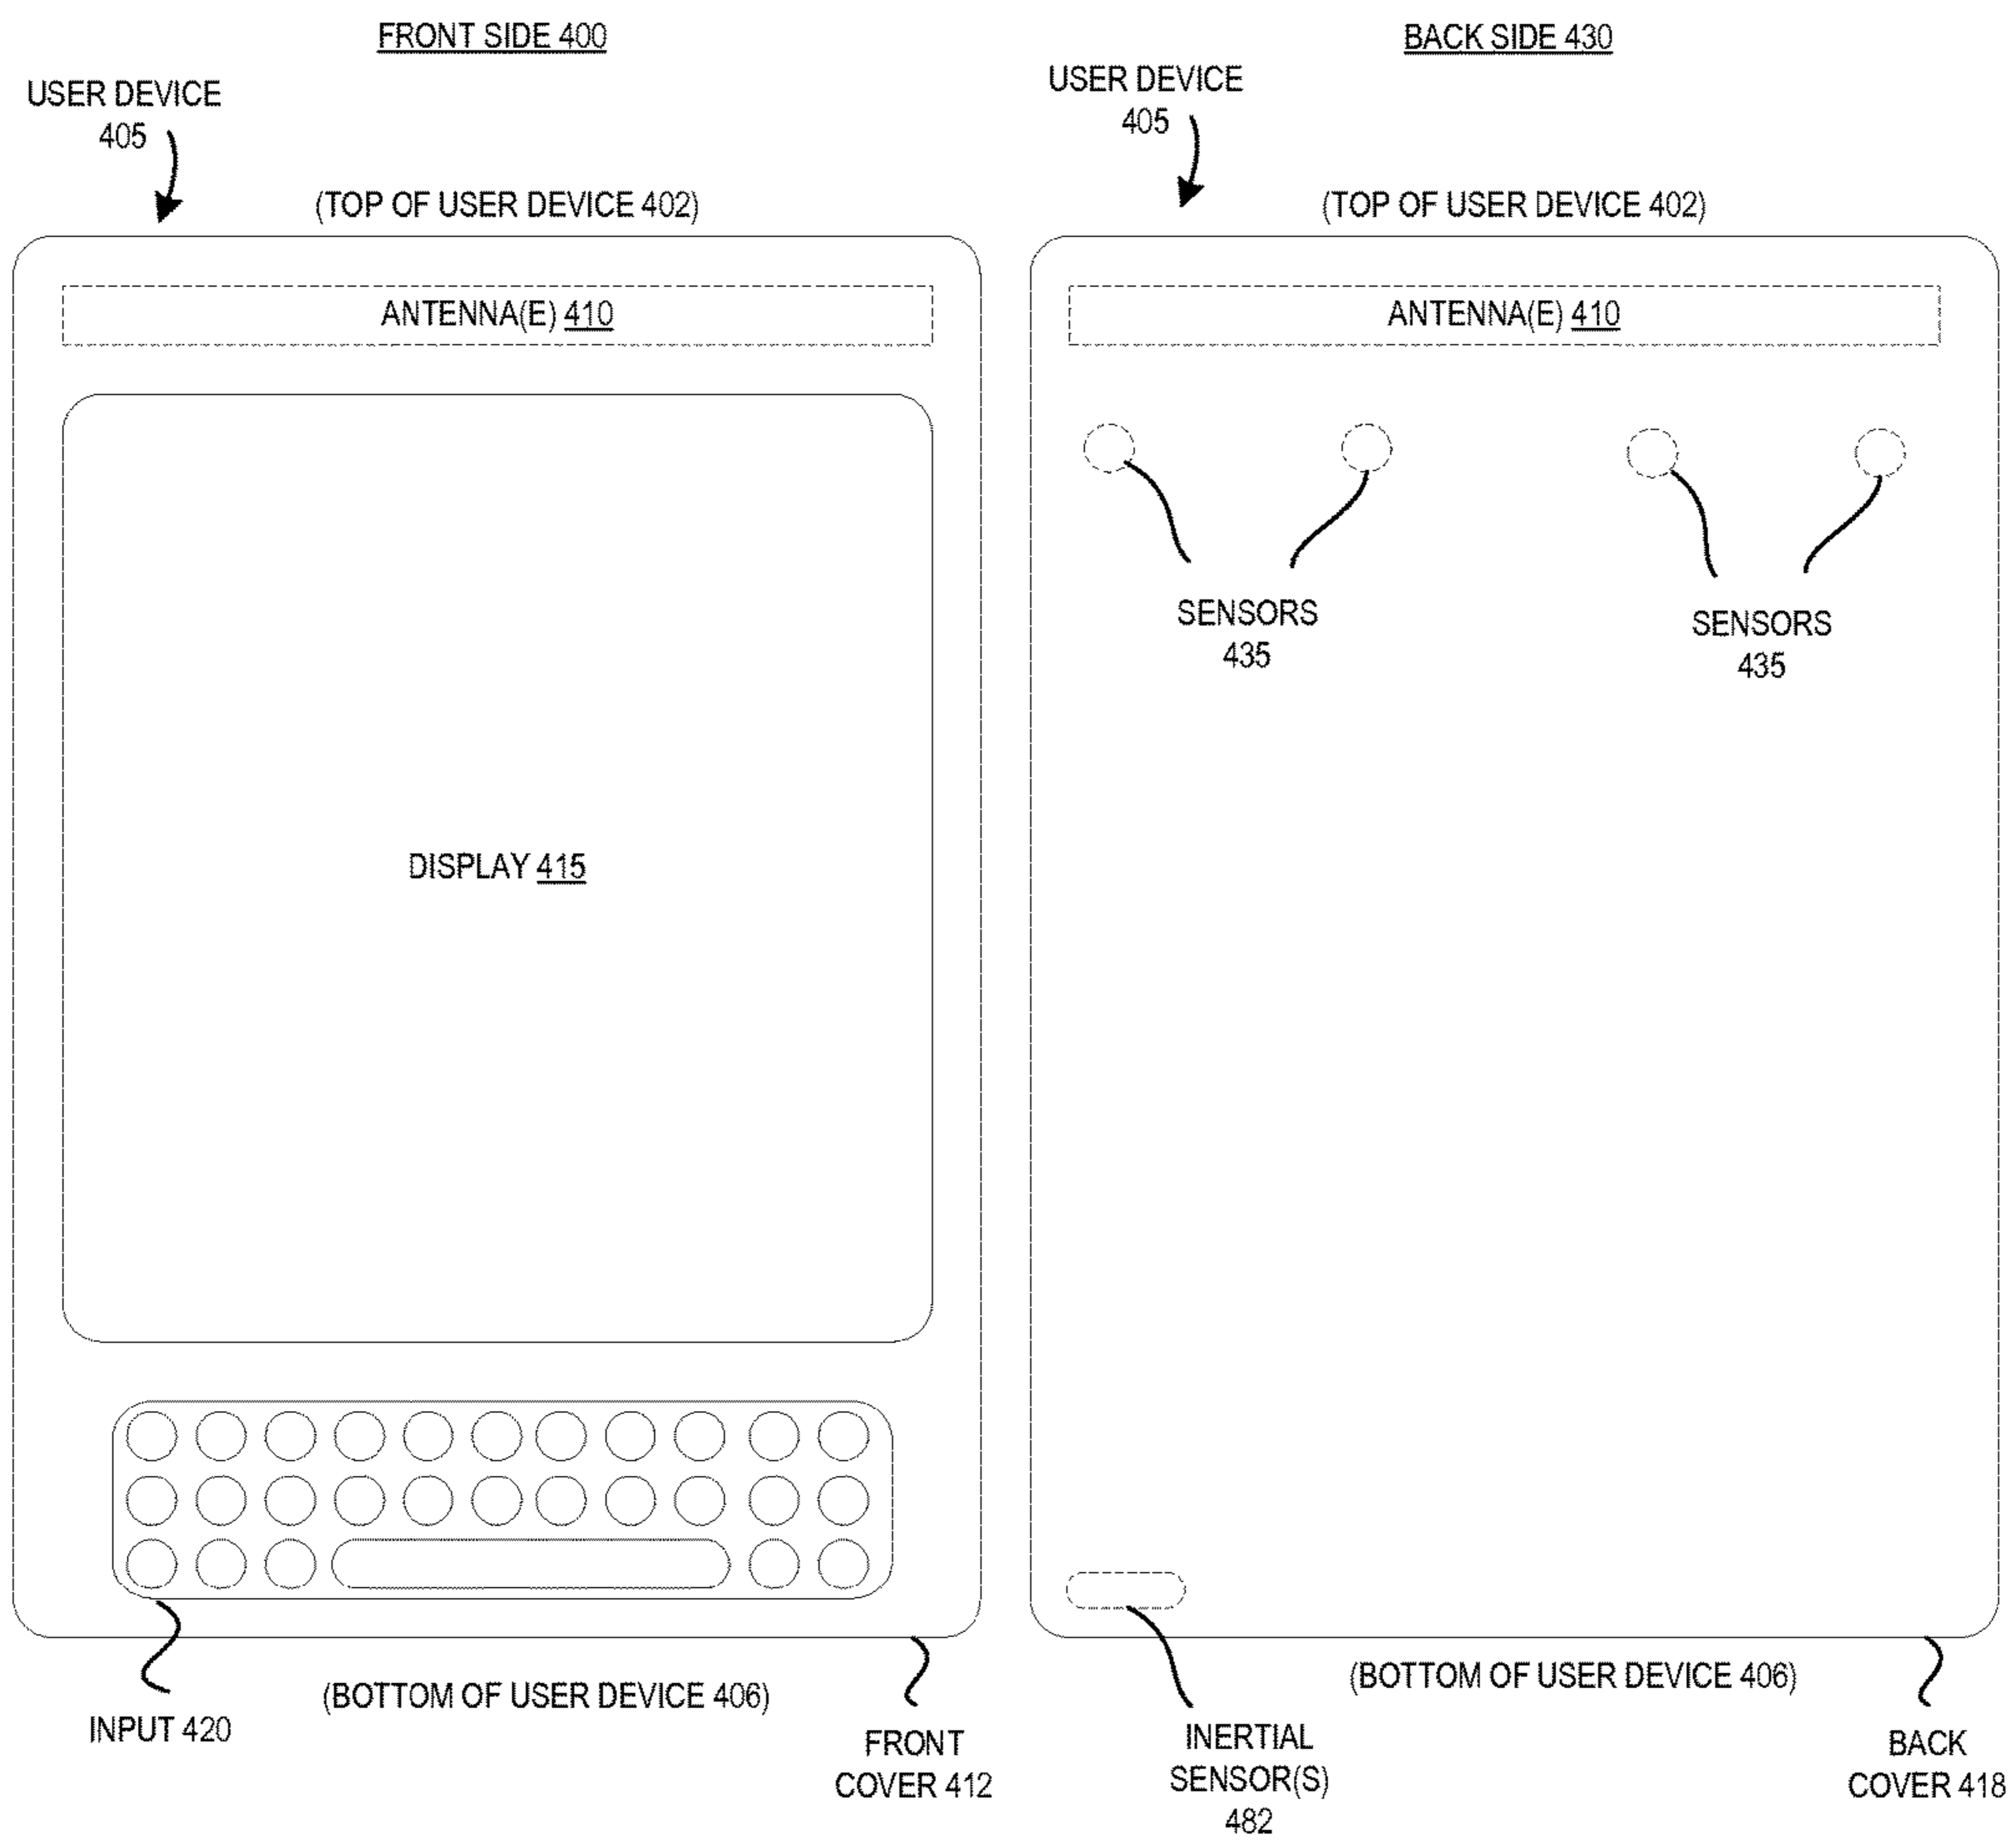 FRONT SIDE 400
USER DEVICE
405
(TOP OF USER DEVICE 402)
ANTENNA(E) 410
DISPLAY 415
INPUT 420
(BOTTOM OF USER DEVICE 406)
FRONT
COVER 412
BACK SIDE 430
USER DEVICE
405
(TOP OF USER DEVICE 402)
ANTENNA(E) 410
SENSORS
435
SENSORS
435
(BOTTOM OF USER DEVICE 406)
INERTIAL
SENSOR(S)
482
BACK
COVER 418